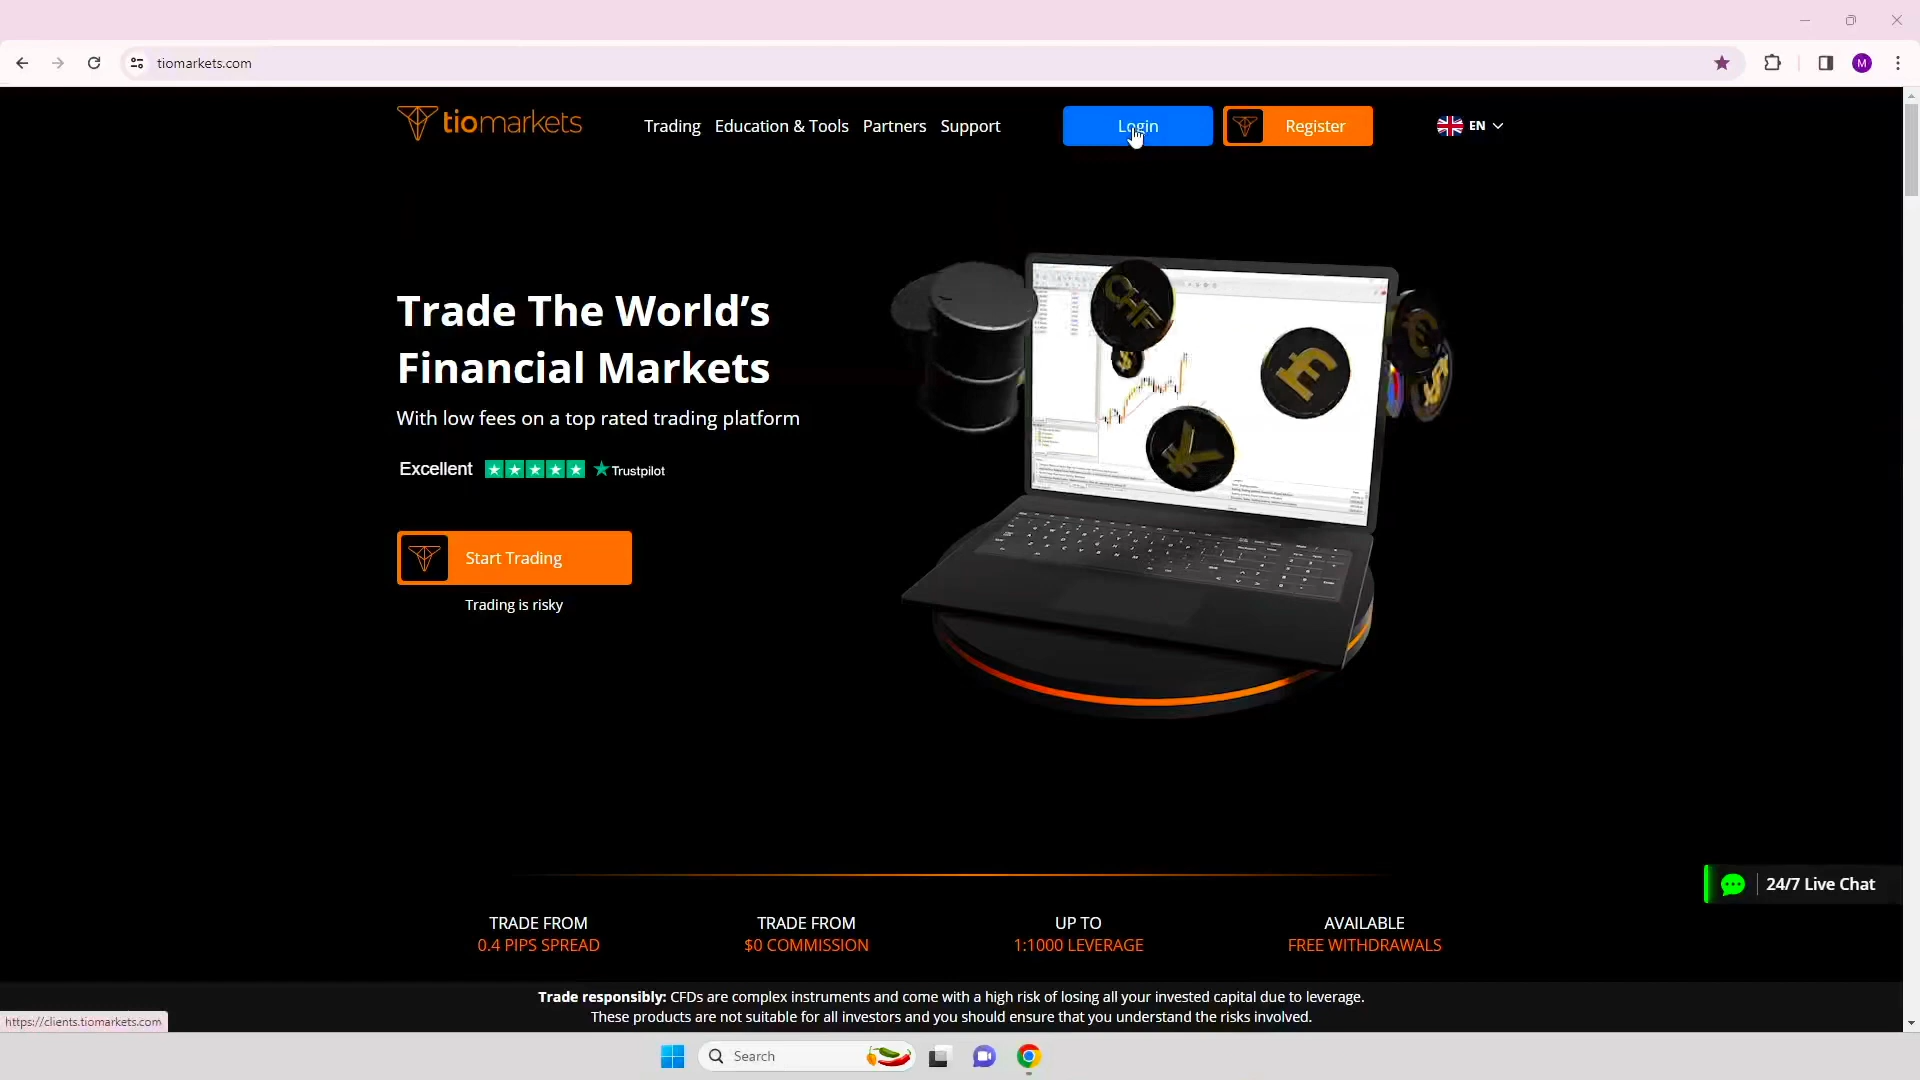 tiomarkets.com
M
tiomarkets
Trading Education & Tools Partners Support
Login
Register
EN
Trade The World's
Financial Markets
With low fees on a top rated trading platform
Excellent Trustpilot
Start Trading
Trading is risky
CHF
24/7 Live Chat
TRADE FROM
0.4 PIPS SPREAD
TRADE FROM
$0 COMMISSION
UP TO
1:1000 LEVERAGE
AVAILABLE
FREE WITHDRAWALS
Trade responsibly: CFDs are complex instruments and come with a high risk of losing all your invested capital due to leverage.
These products are not suitable for all investors and you should ensure that you understand the risks involved.
https://clients.tiomarkets.com
Search